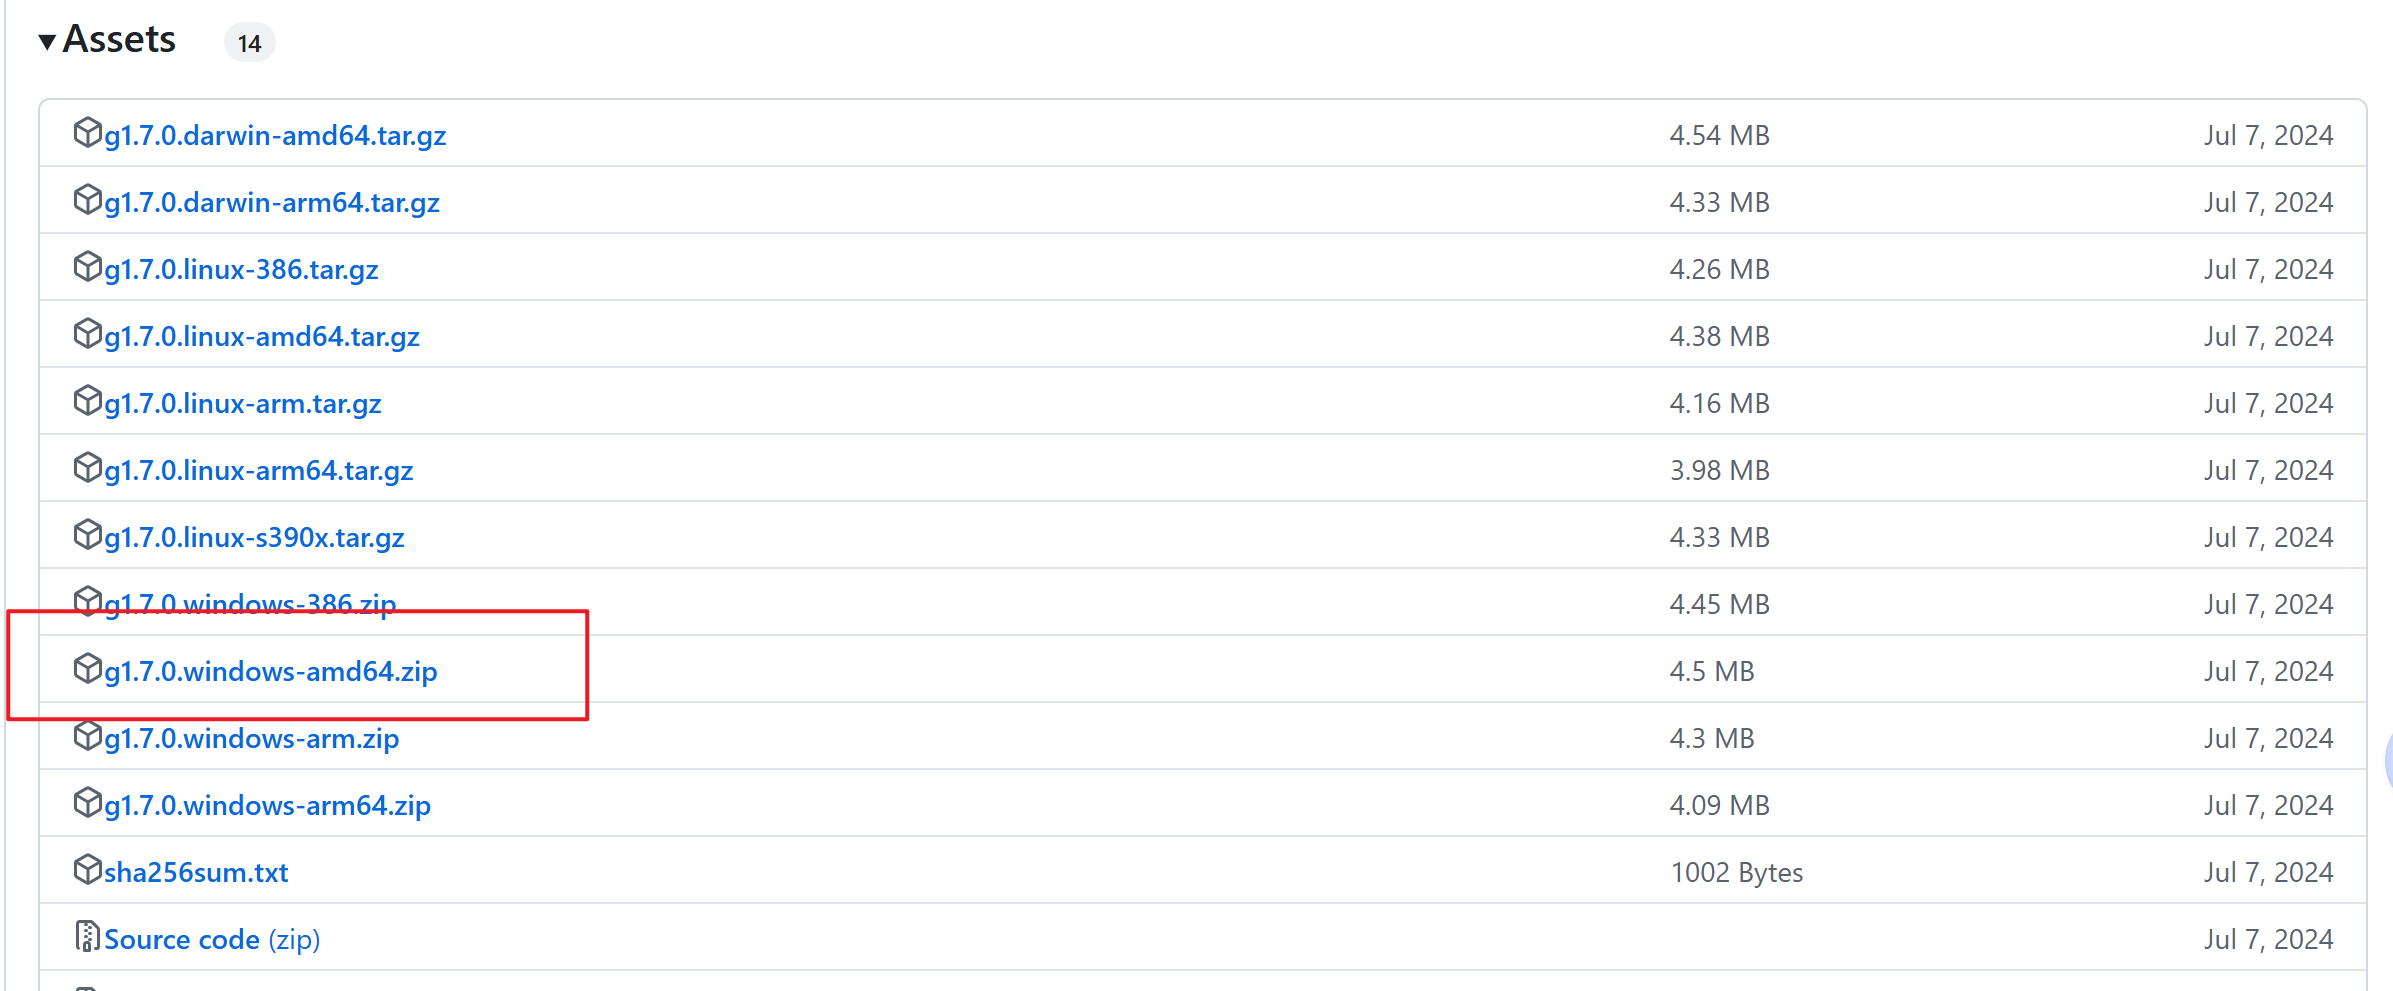 Assets 14
g1.7.0.darwin-amd64.tar.gz 4.54 MB Jul 7, 2024
g1.7.0.darwin-arm64.tar.gz 4.33 MB Jul 7, 2024
g1.7.0.linux-386.tar.gz 4.26 MB Jul 7, 2024
g1.7.0.linux-amd64.tar.gz 4.38 MB Jul 7, 2024
g1.7.0.linux-arm.tar.gz 4.16 MB Jul 7, 2024
g1.7.0.linux-arm64.tar.gz 3.98 MB Jul 7, 2024
g1.7.0.linux-s390x.tar.gz 4.33 MB Jul 7, 2024
g1.7.0.windows-386.zip 4.45 MB Jul 7, 2024
g1.7.0.windows-amd64.zip 4.5 MB Jul 7, 2024
g1.7.0.windows-arm.zip 4.3 MB Jul 7, 2024
g1.7.0.windows-arm64.zip 4.09 MB Jul 7, 2024
sha256sum.txt 1002 Bytes Jul 7, 2024
Source code (zip) Jul 7, 2024